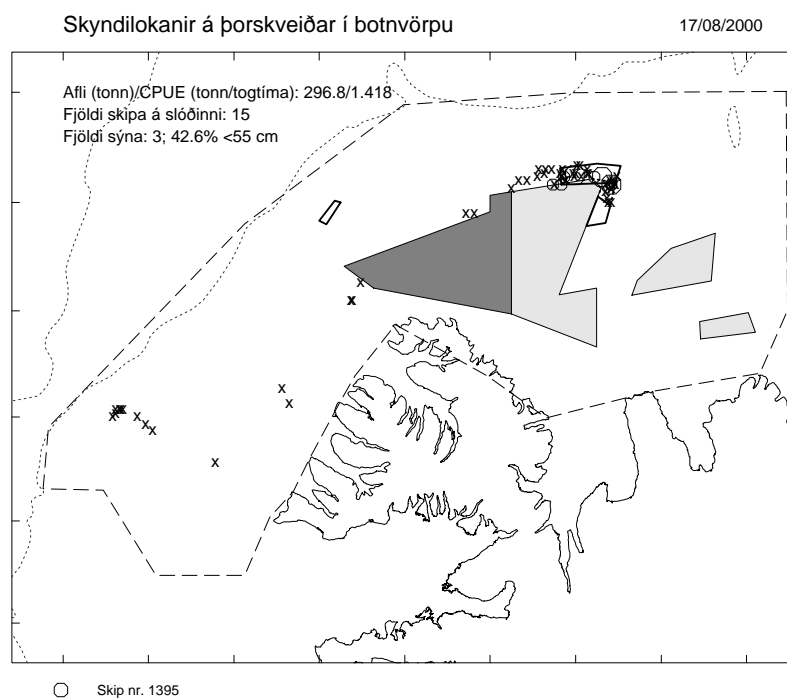 Skyndilokanir á þorskveiðar í botnvörpu
17/08/2000
Afli (tonn)/CPUE (tonn/togtíma): 296.8/1.418
Fjöldi skipa á slóðinni: 15
Fjöldi sýna: 3; 42.6% <55 cm
Skip nr. 1395